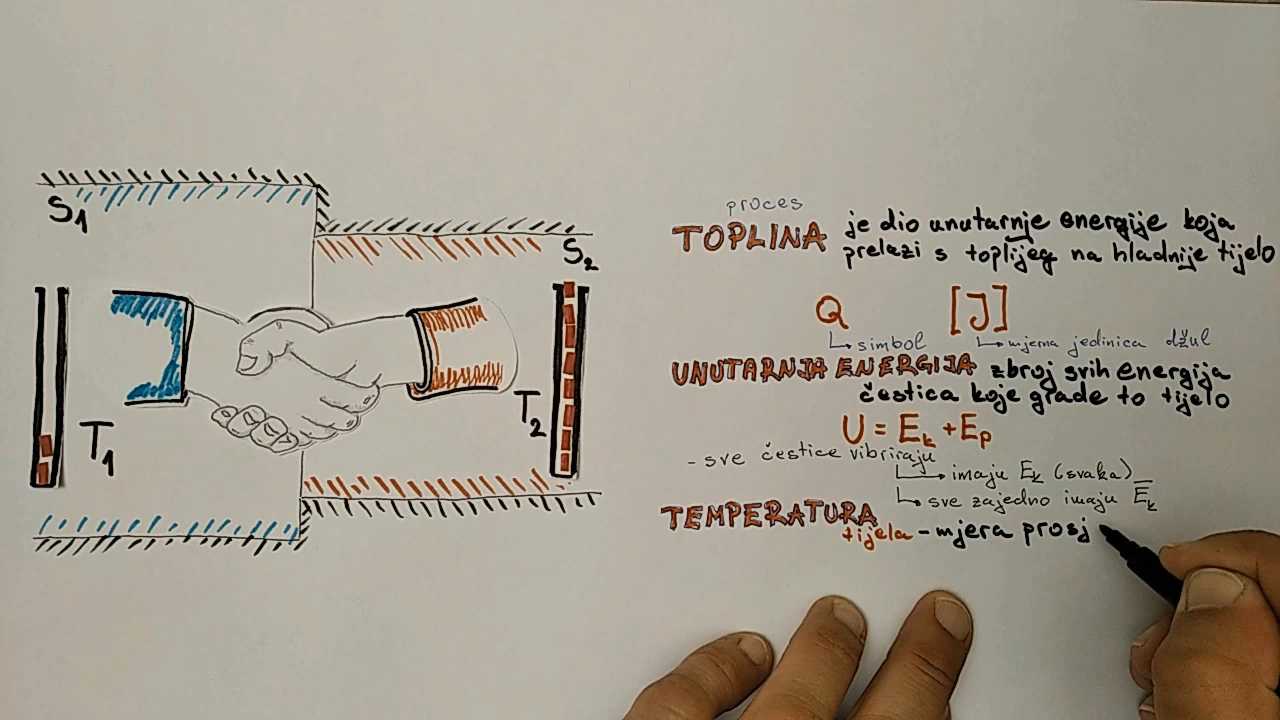 S1
S2
T1
T2
proces
TOPLINA je dio unutarnje energije koja
prelazi s toplijeg na hladnije tijelo
Q [J]
simbol mjerna jedinica džul
UNUTARNJA ENERGIJA zbroj svih energija
čestica koje grade to tijelo
U = Ek + Ep
- sve čestice vibriraju
imaju Ek (svaka)
sve zajedno imaju E̅k
TEMPERATURA
tijela - mjera prosj